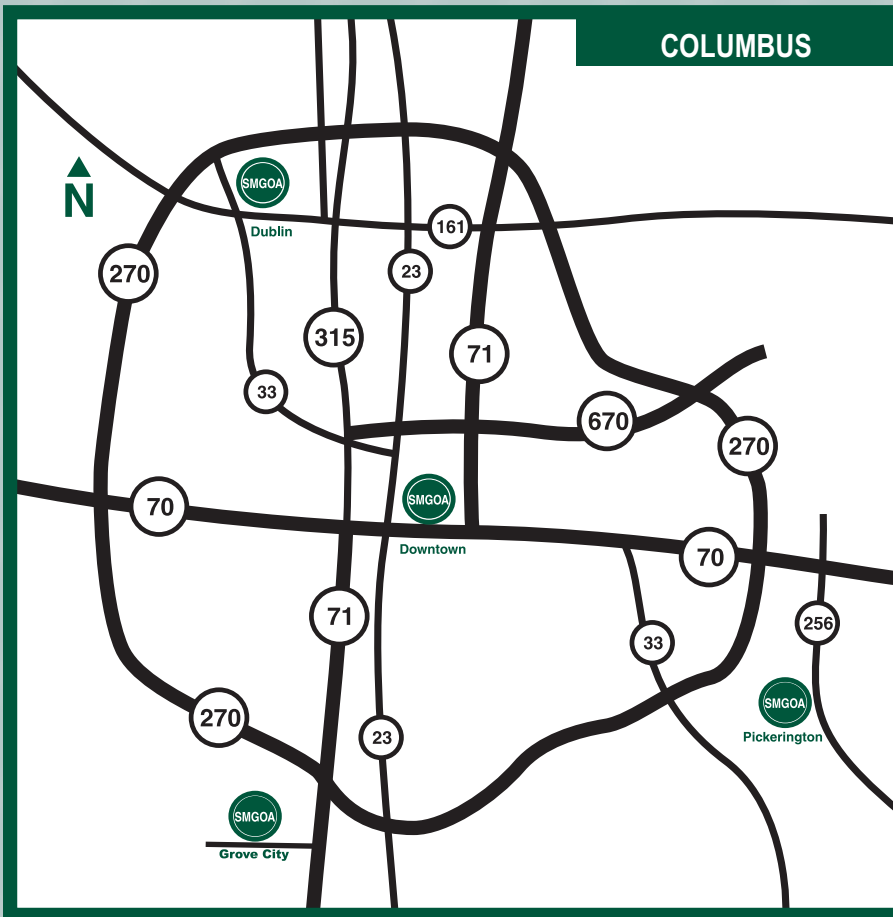 COLUMBUS
SMGOA
N
Dublin
161
270
23
315
71
33
670
270
SMGOA
70
Downtown
70
71
256
33
SMGOA
270
23
Pickerington
SMGOA
Grove City